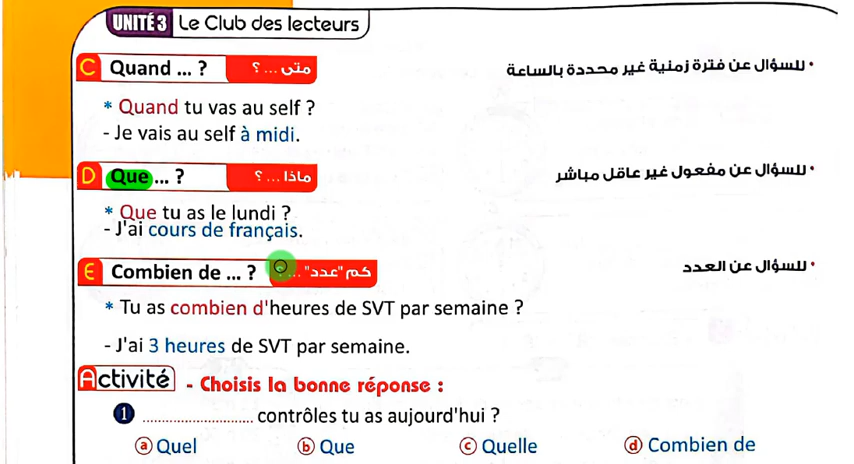 UNITÉ 3 Le Club des lecteurs
C Quand ... ? متى ... ؟ • للسؤال عن فترة زمنية غير محددة بالساعة
* Quand tu vas au self ?
- Je vais au self à midi.
D Que ... ? ماذا ... ؟ • للسؤال عن مفعول غير عاقل مباشر
* Que tu as le lundi ?
- J'ai cours de français.
E Combien de ... ? كم "عدد" ... ؟ • للسؤال عن العدد
* Tu as combien d'heures de SVT par semaine ?
- J'ai 3 heures de SVT par semaine.
Activité - Choisis la bonne réponse :
1 ............................ contrôles tu as aujourd'hui ?
a Quel b Que c Quelle d Combien de